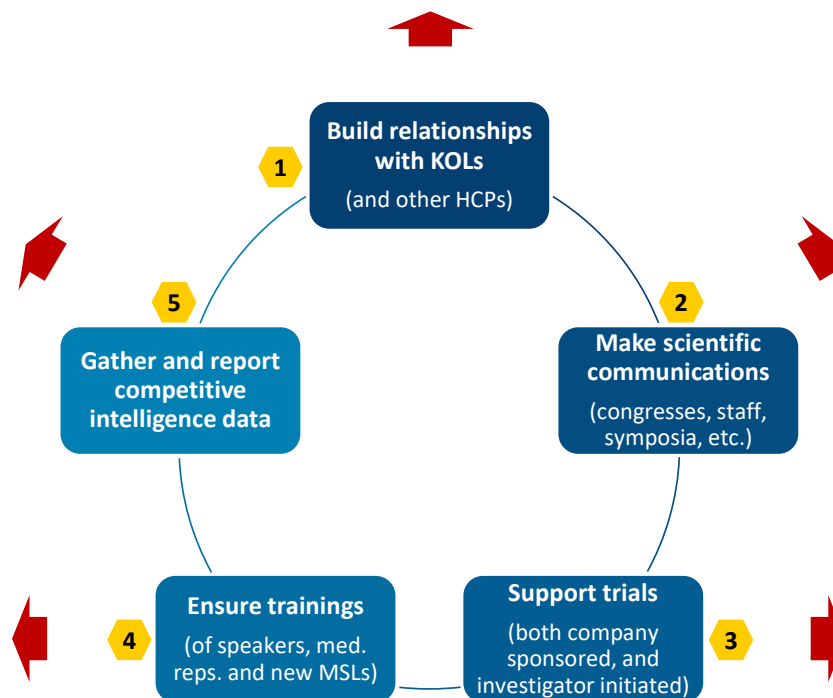 1
Build relationships
with KOLs
(and other HCPs)
2
Make scientific
communications
(congresses, staff,
symposia, etc.)
3
Support trials
(both company
sponsored, and
investigator initiated)
4
Ensure trainings
(of speakers, med.
reps. and new MSLs)
5
Gather and report
competitive
intelligence data